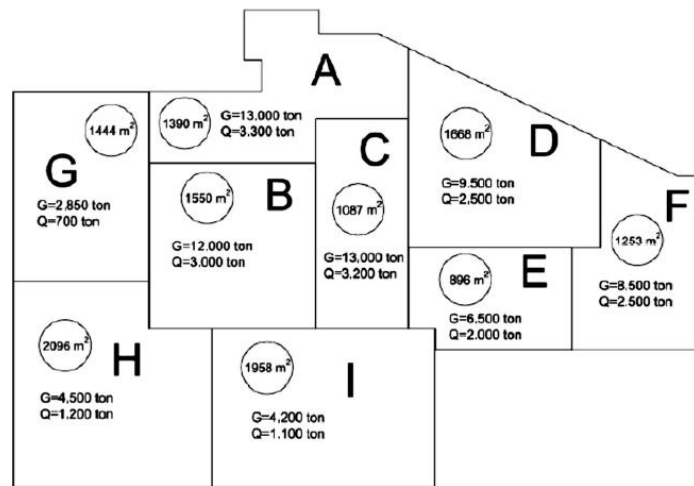 A
1390 m²
G=13.000 ton
Q=3.300 ton
G
1444 m²
G=2.850 ton
Q=700 ton
B
1550 m²
G=12.000 ton
Q=3.000 ton
C
1087 m²
G=13,000 ton
Q=3.200 ton
D
1668 m²
G=9.500 ton
Q=2,500 ton
E
896 m²
G=6.500 ton
Q=2.000 ton
F
1253 m²
G=8.500 ton
Q=2.500 ton
H
2096 m²
G=4,500 ton
Q=1.200 ton
I
1958 m²
G=4,200 ton
Q=1.100 ton